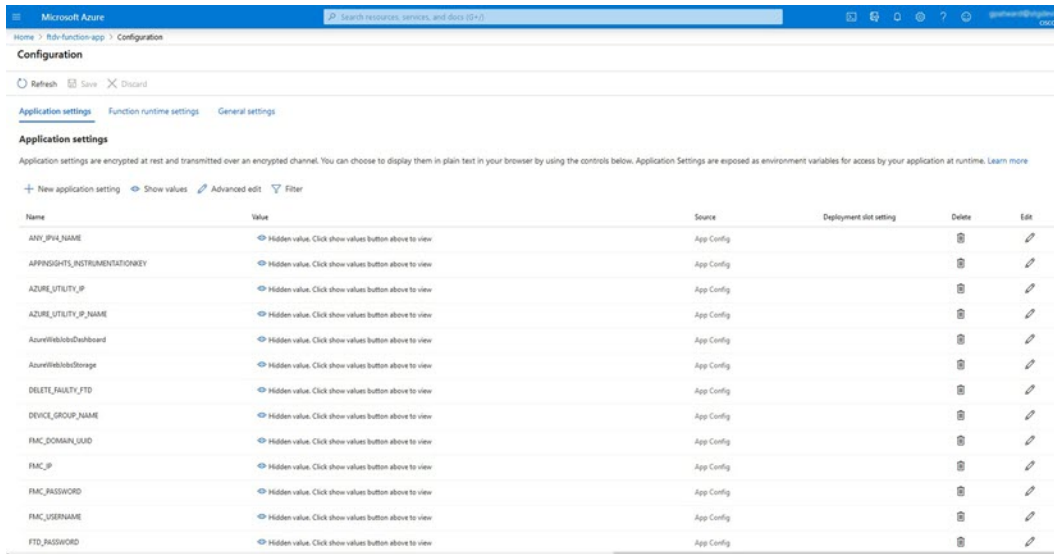 Microsoft Azure
Search resources, services, and docs (G+/)
Home > ftdv-function-app > Configuration
Configuration
Refresh Save Discard
Application settings Function runtime settings General settings
Application settings
Application settings are encrypted at rest and transmitted over an encrypted channel. You can choose to display them in plain text in your browser by using the controls below. Application Settings are exposed as environment variables for access by your application at runtime. Learn more
New application setting Show values Advanced edit Filter
Name Value Source Deployment slot setting Delete Edit
ANY_IPV4_NAME Hidden value. Click show values button above to view App Config
APPINSIGHTS_INSTRUMENTATIONKEY Hidden value. Click show values button above to view App Config
AZURE_UTILITY_IP Hidden value. Click show values button above to view App Config
AZURE_UTILITY_IP_NAME Hidden value. Click show values button above to view App Config
AzureWebJobsDashboard Hidden value. Click show values button above to view App Config
AzureWebJobsStorage Hidden value. Click show values button above to view App Config
DELETE_FAULTY_FTD Hidden value. Click show values button above to view App Config
DEVICE_GROUP_NAME Hidden value. Click show values button above to view App Config
FMC_DOMAIN_UUID Hidden value. Click show values button above to view App Config
FMC_IP Hidden value. Click show values button above to view App Config
FMC_PASSWORD Hidden value. Click show values button above to view App Config
FMC_USERNAME Hidden value. Click show values button above to view App Config
FTD_PASSWORD Hidden value. Click show values button above to view App Config